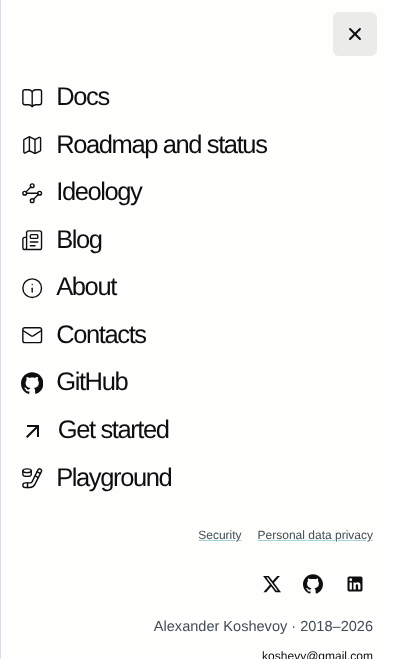 Docs
Roadmap and status
Ideology
Blog
About
Contacts
GitHub
Get started
Playground
Security Personal data privacy
Alexander Koshevoy · 2018–2026
koshevy@gmail.com